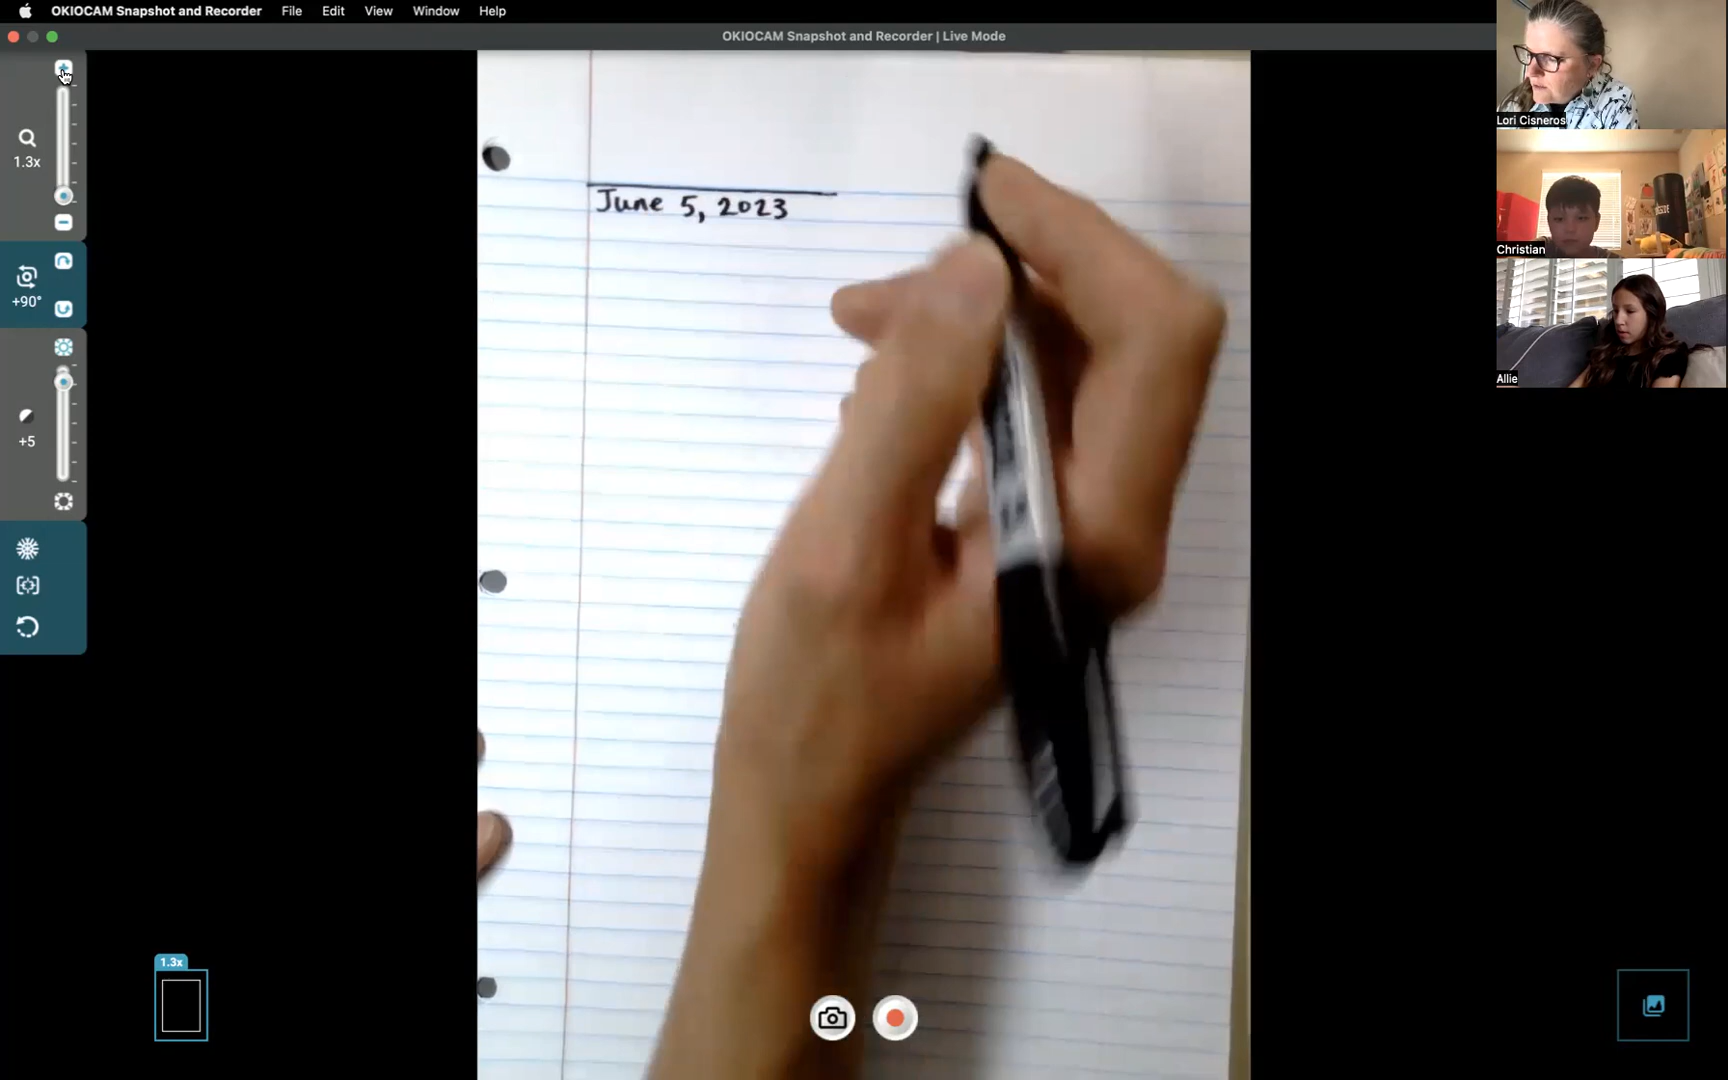 OKIOCAM Snapshot and Recorder File Edit View Window Help
OKIOCAM Snapshot and Recorder | Live Mode
1.3x
+90°
+5
June 5, 2023
Lori Cisneros
Christian
Allie
1.3x